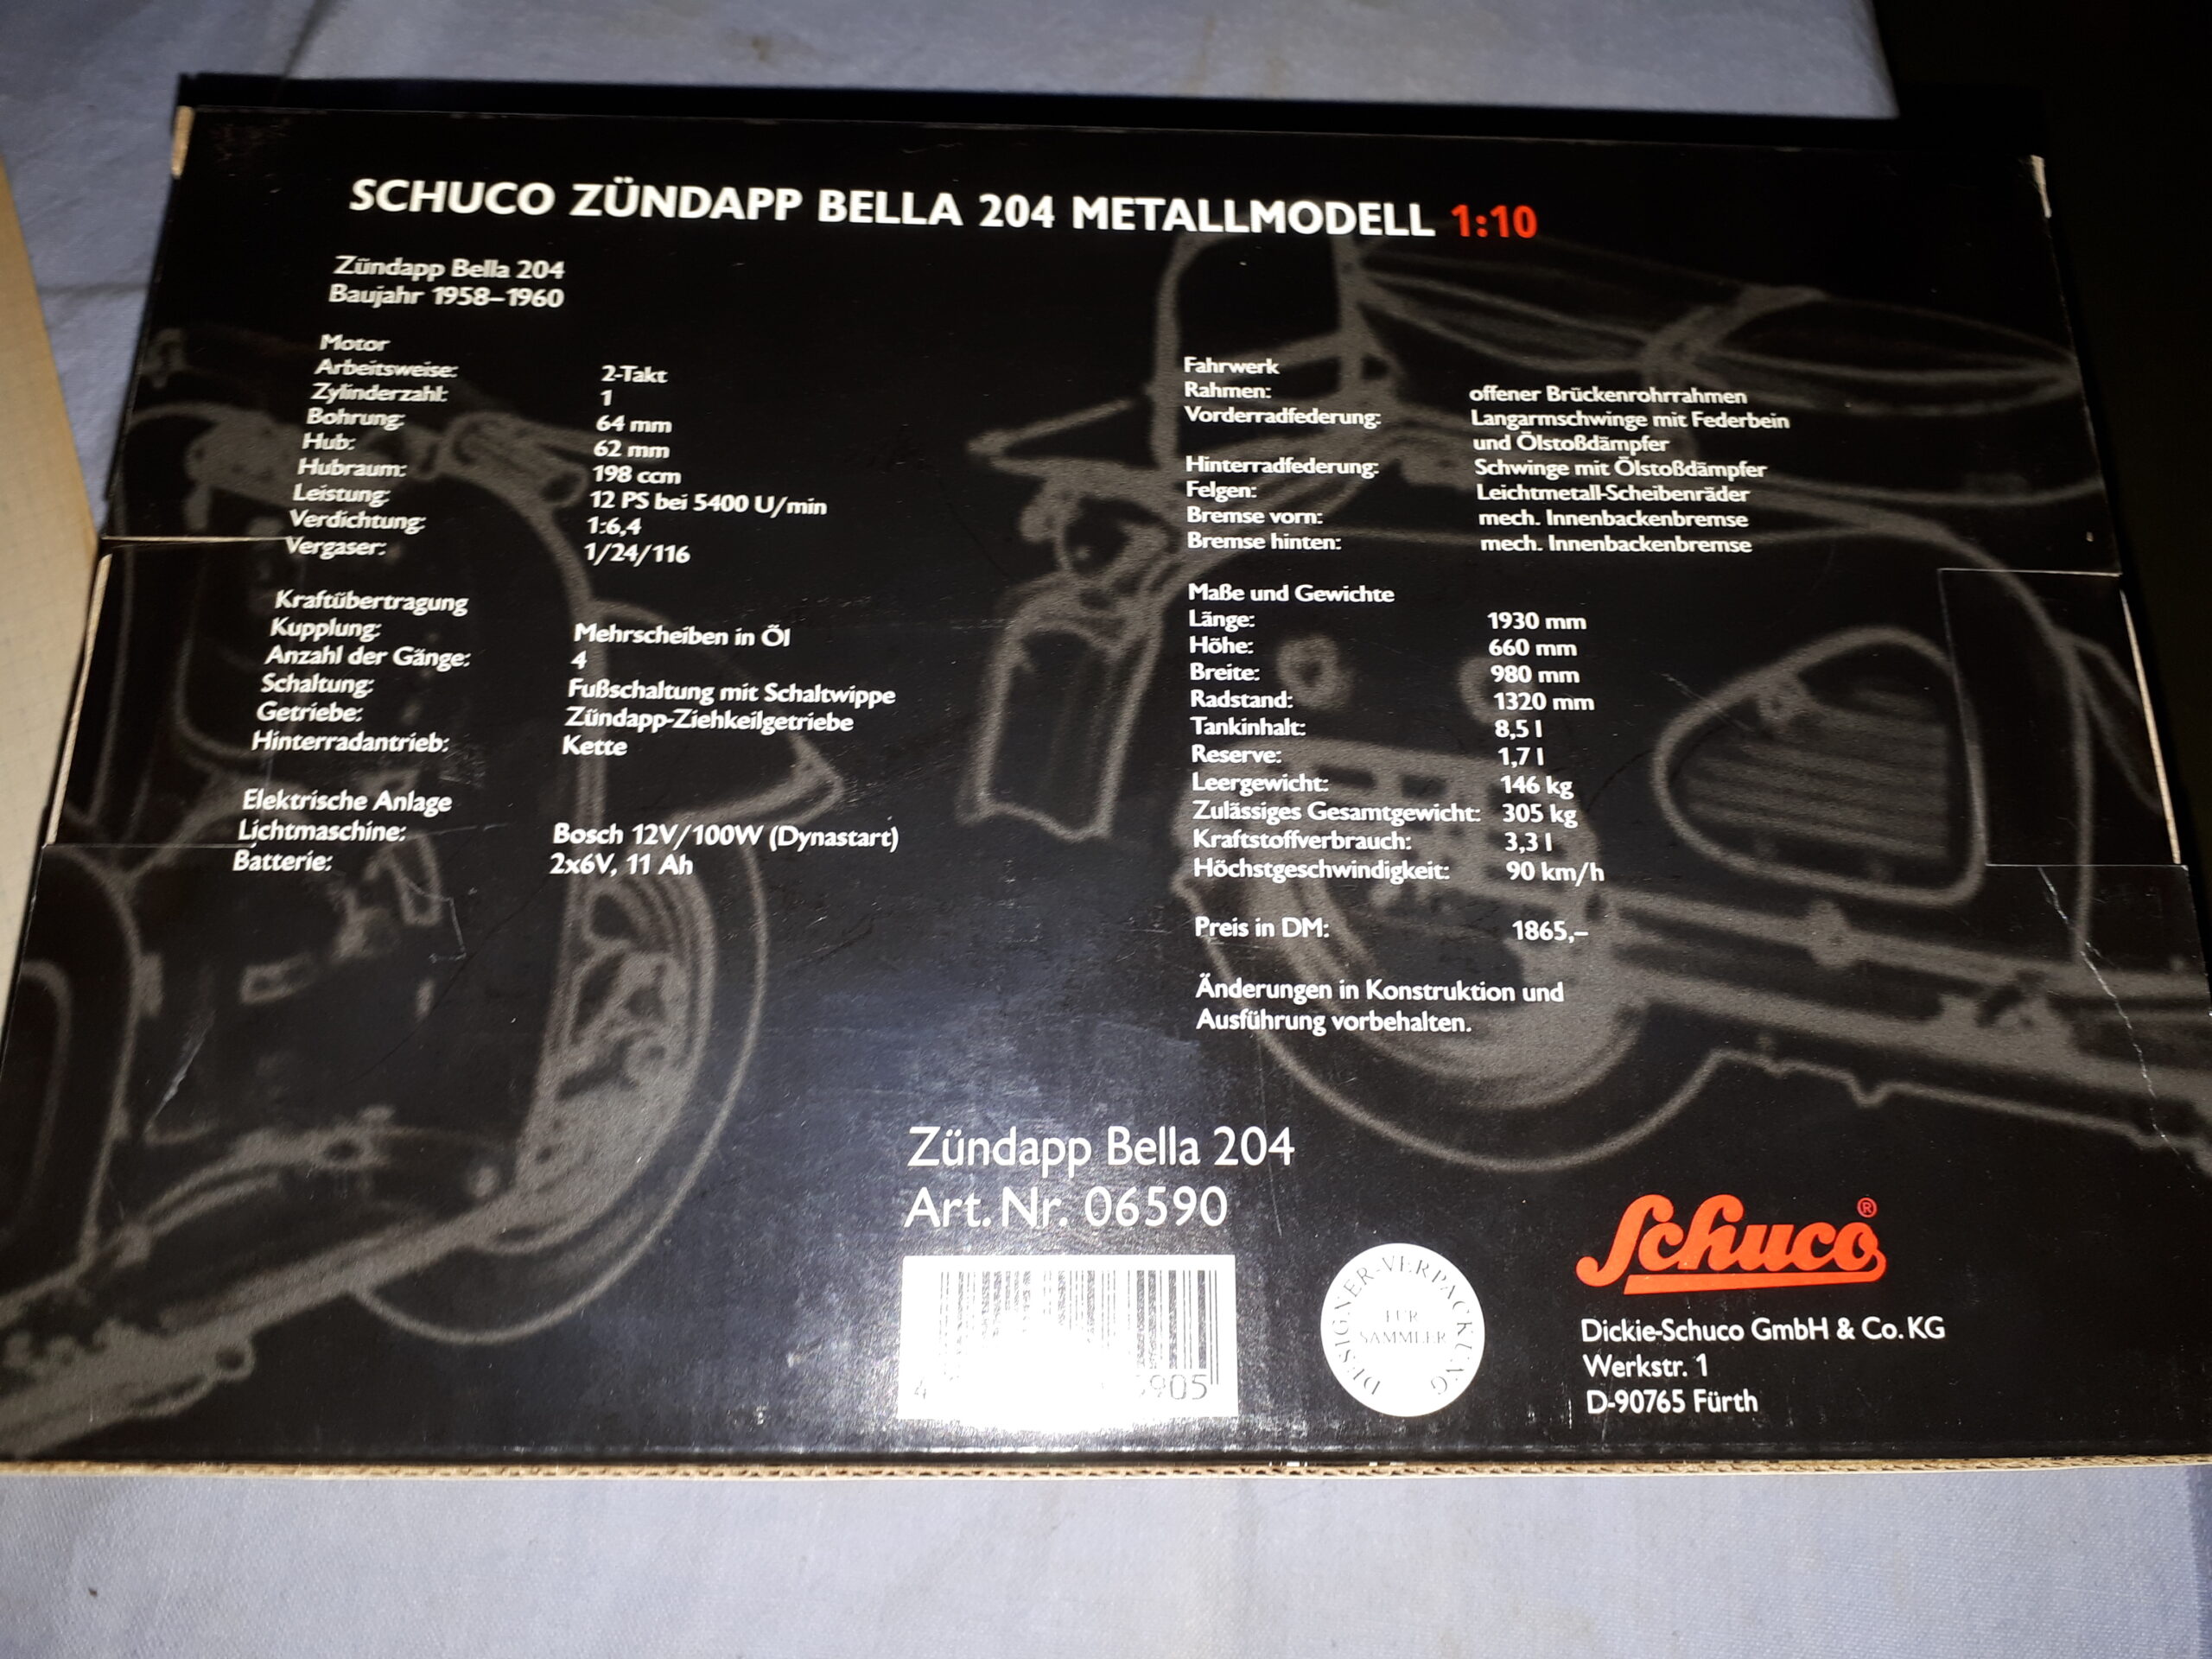 SCHUCO ZÜNDAPP BELLA 204 METALLMODELL 1:10
Zündapp Bella 204
Baujahr 1958–1960
Motor
Arbeitsweise: 2-Takt
Zylinderzahl: 1
Bohrung: 64 mm
Hub: 62 mm
Hubraum: 198 ccm
Leistung: 12 PS bei 5400 U/min
Verdichtung: 1:6,4
Vergaser: 1/24/116
Kraftübertragung
Kupplung: Mehrscheiben in Öl
Anzahl der Gänge: 4
Schaltung: Fußschaltung mit Schaltwippe
Getriebe: Zündapp-Ziehkeilgetriebe
Hinterradantrieb: Kette
Elektrische Anlage
Lichtmaschine: Bosch 12V/100W (Dynastart)
Batterie: 2x6V, 11 Ah
Fahrwerk
Rahmen: offener Brückenrohrrahmen
Vorderradfederung: Langarmschwinge mit Federbein
und Ölstoßdämpfer
Hinterradfederung: Schwinge mit Ölstoßdämpfer
Felgen: Leichtmetall-Scheibenräder
Bremse vorn: mech. Innenbackenbremse
Bremse hinten: mech. Innenbackenbremse
Maße und Gewichte
Länge: 1930 mm
Höhe: 660 mm
Breite: 980 mm
Radstand: 1320 mm
Tankinhalt: 8,5 l
Reserve: 1,7 l
Leergewicht: 146 kg
Zulässiges Gesamtgewicht: 305 kg
Kraftstoffverbrauch: 3,3 l
Höchstgeschwindigkeit: 90 km/h
Preis in DM: 1865,–
Änderungen in Konstruktion und
Ausführung vorbehalten.
Zündapp Bella 204
Art. Nr. 06590
DESIGNER-VERPACKUNG
FÜR
SAMMLER
Schuco®
Dickie-Schuco GmbH & Co. KG
Werkstr. 1
D-90765 Fürth